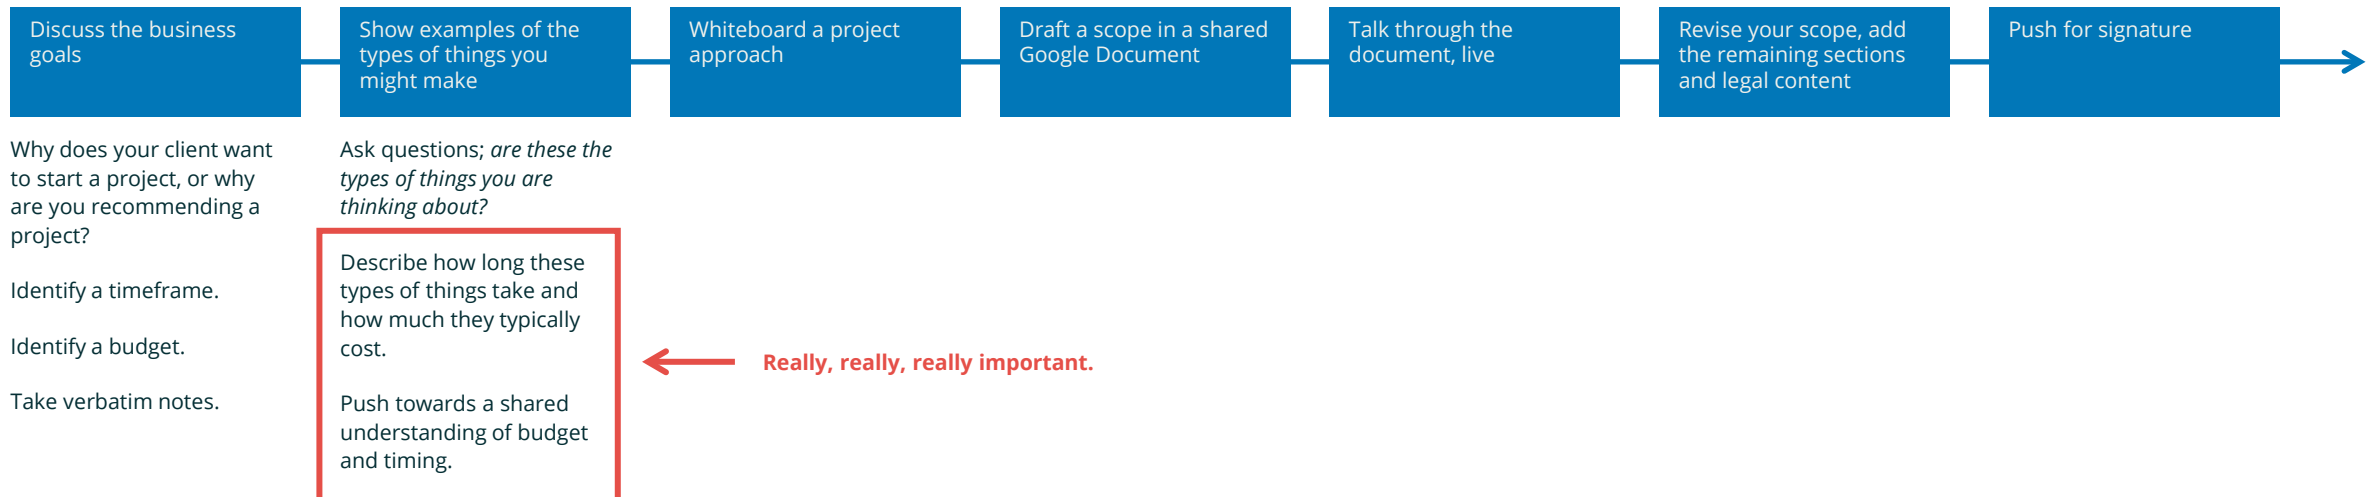 Discuss the business
goals
Show examples of the
types of things you
might make
Whiteboard a project
approach
Draft a scope in a shared
Google Document
Talk through the
document, live
Revise your scope, add
the remaining sections
and legal content
Push for signature
Why does your client want
to start a project, or why
are you recommending a
project?
Identify a timeframe.
Identify a budget.
Take verbatim notes.
Ask questions; are these the
types of things you are
thinking about?
Describe how long these
types of things take and
how much they typically
cost.
Push towards a shared
understanding of budget
and timing.
Really, really, really important.